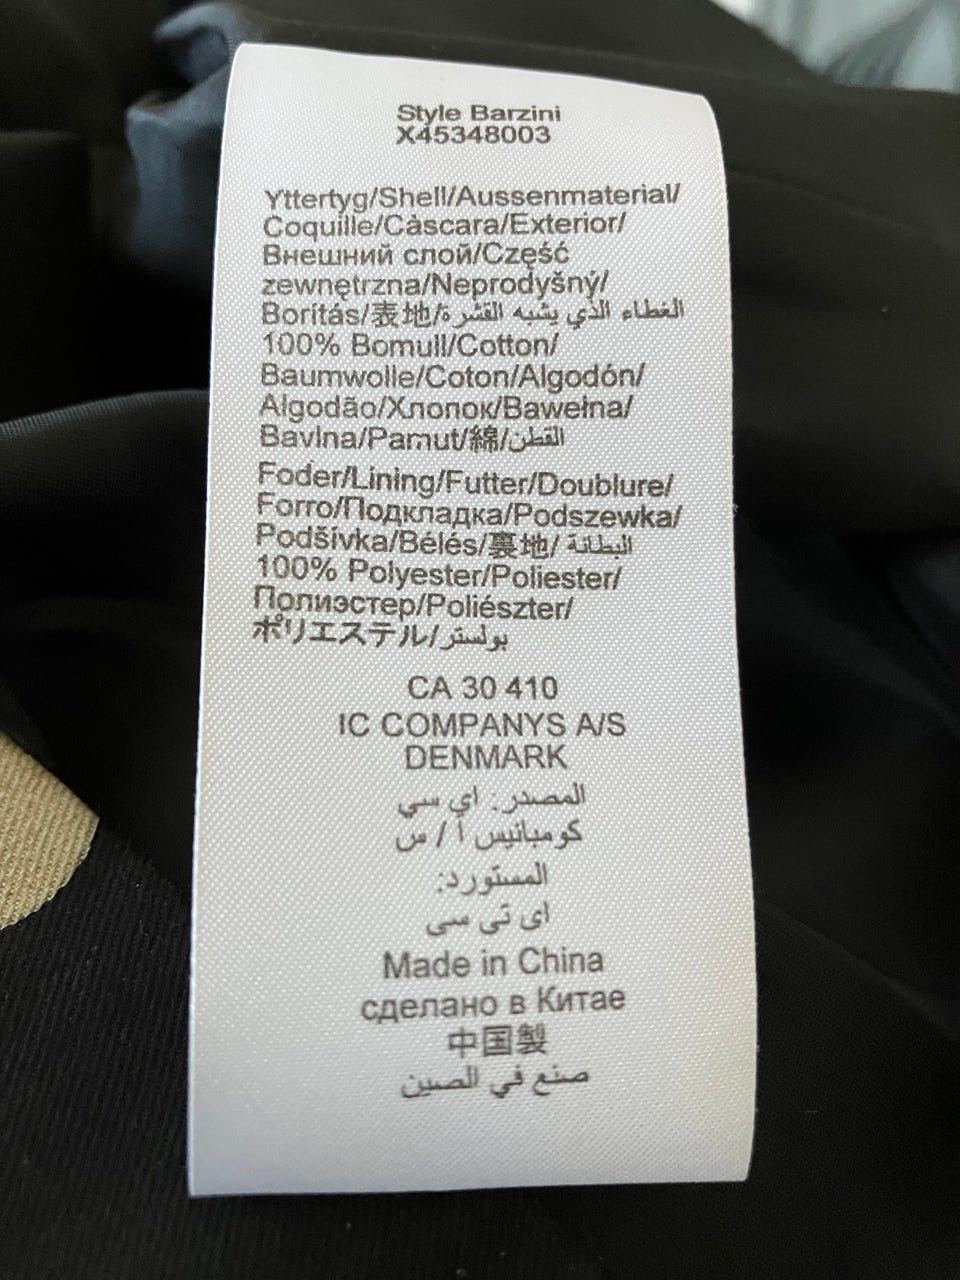 Style Barzini
X45348003
Yttertyg/Shell/Aussenmaterial/
Coquille/Càscara/Exterior/
Внешний слой/Część
zewnętrzna/Neprodyšný/
Borítás/表地/الغطاء الذي يشبه القشرة
100% Bomull/Cotton/
Baumwolle/Coton/Algodón/
Algodão/Хлопок/Bawełna/
Bavlna/Pamut/綿/القطن
Foder/Lining/Futter/Doublure/
Forro/Подкладка/Podszewka/
Podšívka/Bélés/裏地/البطانة
100% Polyester/Poliester/
Полиэстер/Poliészter/
ポリエステル/بولستر
CA 30 410
IC COMPANYS A/S
DENMARK
المصدر: اي سي
كومبانيس أ / س
المستورد:
اى تى سى
Made in China
сделано в Китае
中国製
صنع في الصين